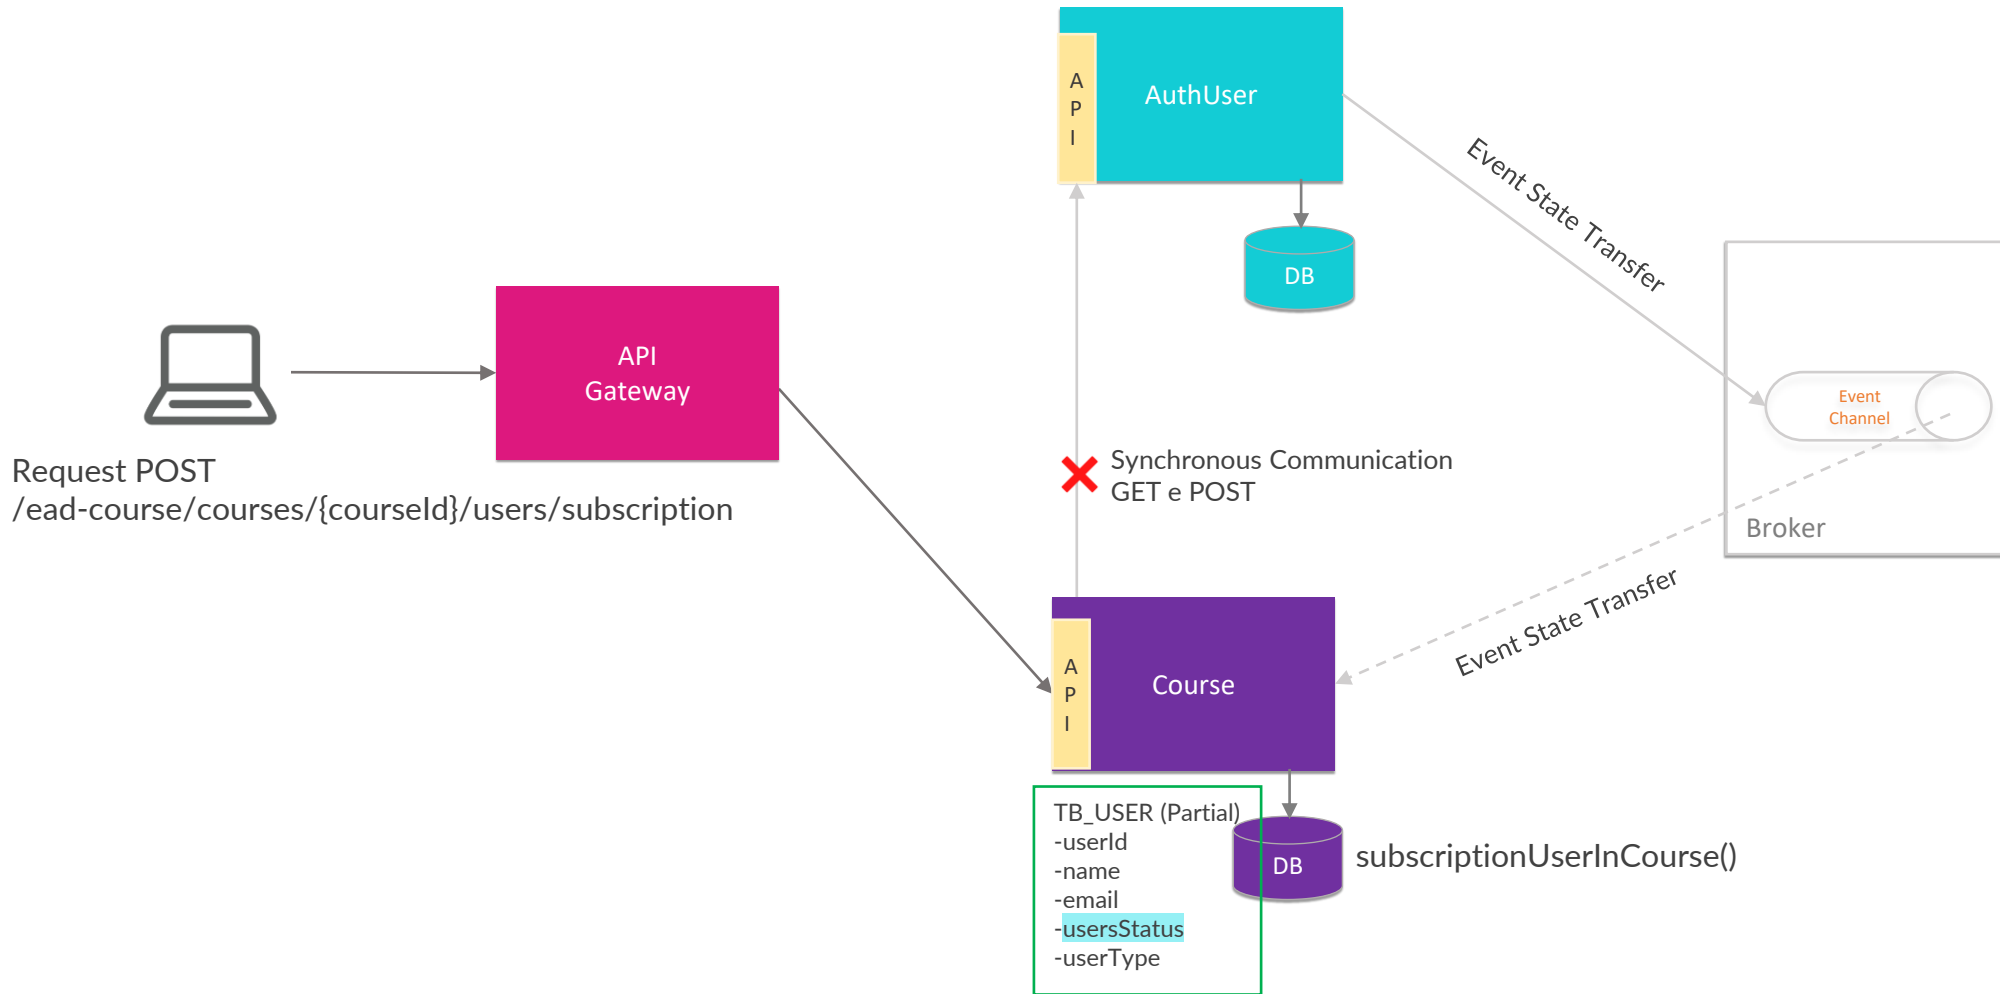 A
P
I
AuthUser
Event State Transfer
DB
API
Gateway
Event
Channel
Request POST
/ead-course/courses/{courseId}/users/subscription
Synchronous Communication
GET e POST
Broker
Event State Transfer
A
P
I
Course
TB_USER (Partial)
-userId
-name
-email
-usersStatus
-userType
DB
subscriptionUserInCourse()